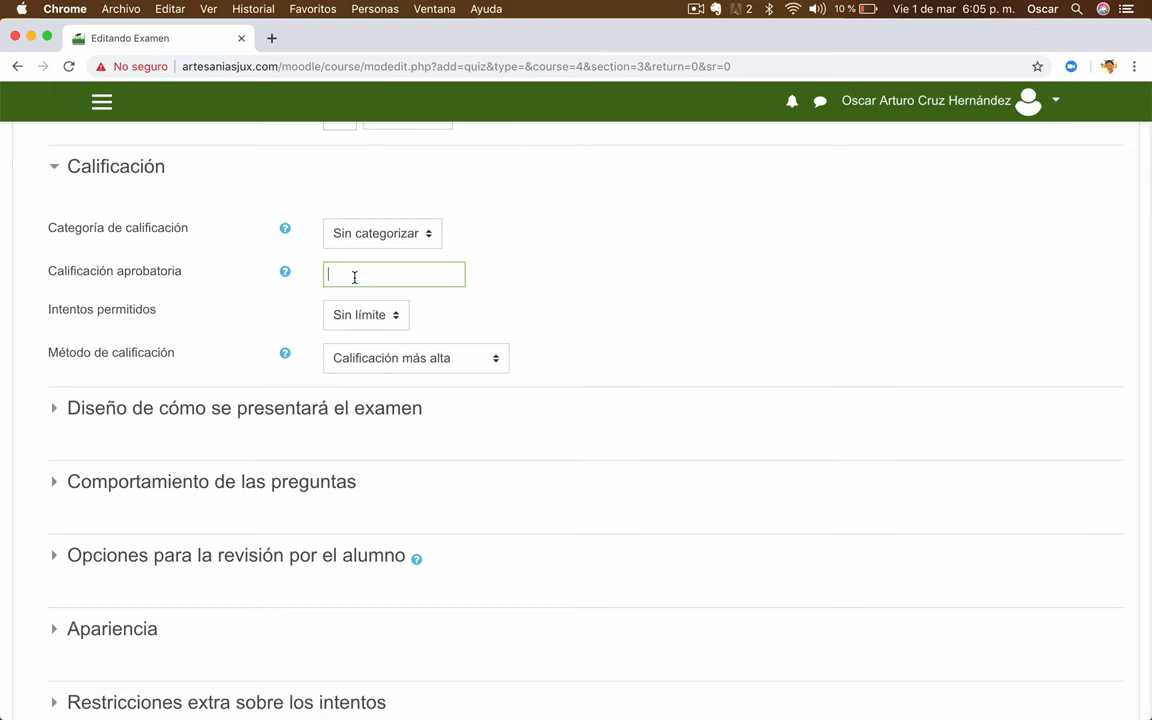 Chrome Archivo Editar Ver Historial Favoritos Personas Ventana Ayuda 2 10 % Vie 1 de mar 6:05 p. m. Oscar
Editando Examen
No seguro artesaniasjux.com/moodle/course/modedit.php?add=quiz&type=&course=4&section=3&return=0&sr=0
Oscar Arturo Cruz Hernández
Calificación
Categoría de calificación ? Sin categorizar
Calificación aprobatoria ?
Intentos permitidos Sin límite
Método de calificación ? Calificación más alta
Diseño de cómo se presentará el examen
Comportamiento de las preguntas
Opciones para la revisión por el alumno ?
Apariencia
Restricciones extra sobre los intentos